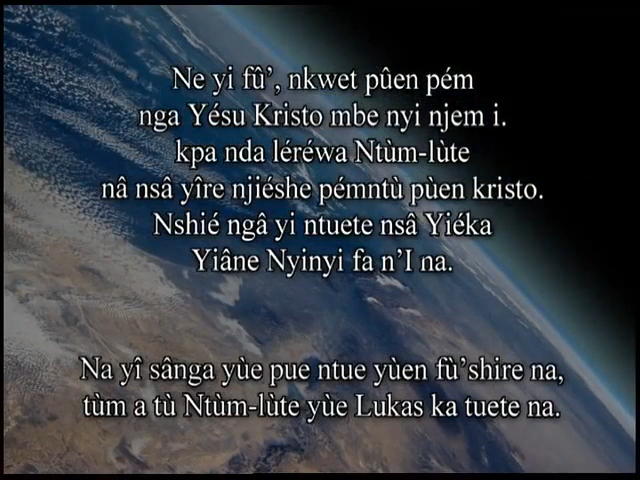 Ne yi fû’, nkwet pûen pém
nga Yésu Kristo mbe nyi njem i.
kpa nda léréwa Ntùm-lùte
nâ nsâ yîre njiéshe pémntù pùen kristo.
Nshié ngâ yi ntuete nsâ Yiéka
Yiâne Nyinyi fa n’I na.
Na yî sânga yùe pue ntue yùen fù’shire na,
tùm a tù Ntùm-lùte yùe Lukas ka tuete na.